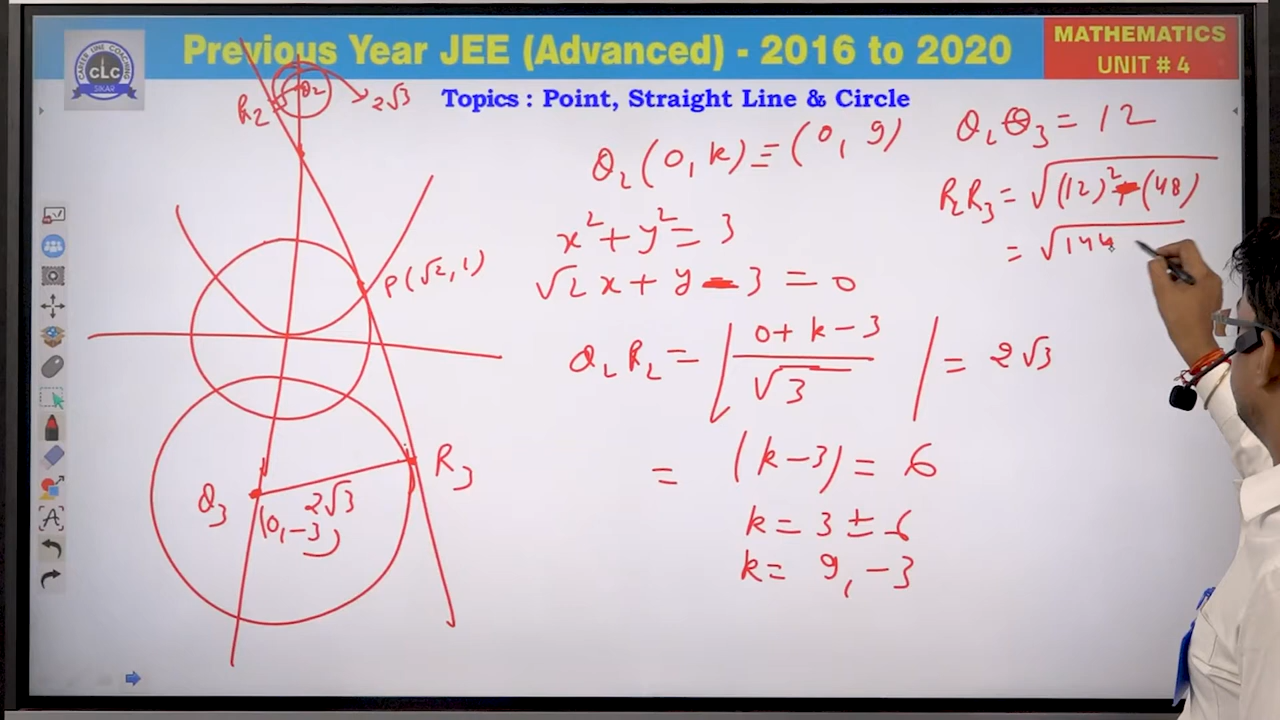 Previous Year JEE (Advanced) - 2016 to 2020
MATHEMATICS
UNIT # 4
CAREER LINE COACHING
CLC
SIKAR
Topics : Point, Straight Line & Circle
R₂
Q₂
2√3
P(√2, 1)
Q₃
(0, -3)
2√3
R₃
Q₂(0, k) ≡ (0, 9)
x² + y² = 3
√2 x + y - 3 = 0
Q₂R₂ = |(0 + k - 3)/√3| = 2√3
= (k - 3) = 6
k = 3 ± 6
k = 9, -3
Q₂Q₃ = 12
R₂R₃ = √((12)² - (48))
= √144